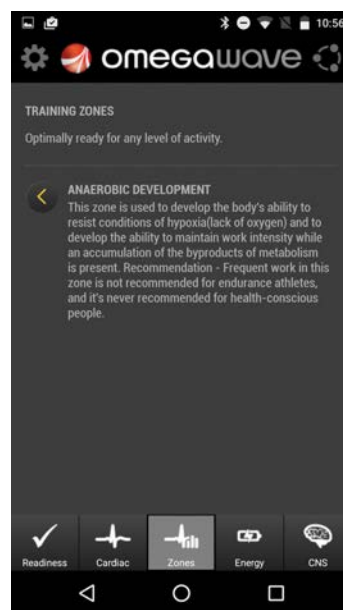 10:56
omegawave
TRAINING ZONES
Optimally ready for any level of activity.
ANAEROBIC DEVELOPMENT
This zone is used to develop the body's ability to
resist conditions of hypoxia(lack of oxygen) and to
develop the ability to maintain work intensity while
an accumulation of the byproducts of metabolism
is present. Recommendation - Frequent work in this
zone is not recommended for endurance athletes,
and it's never recommended for health-conscious
people.
Readiness Cardiac Zones Energy CNS